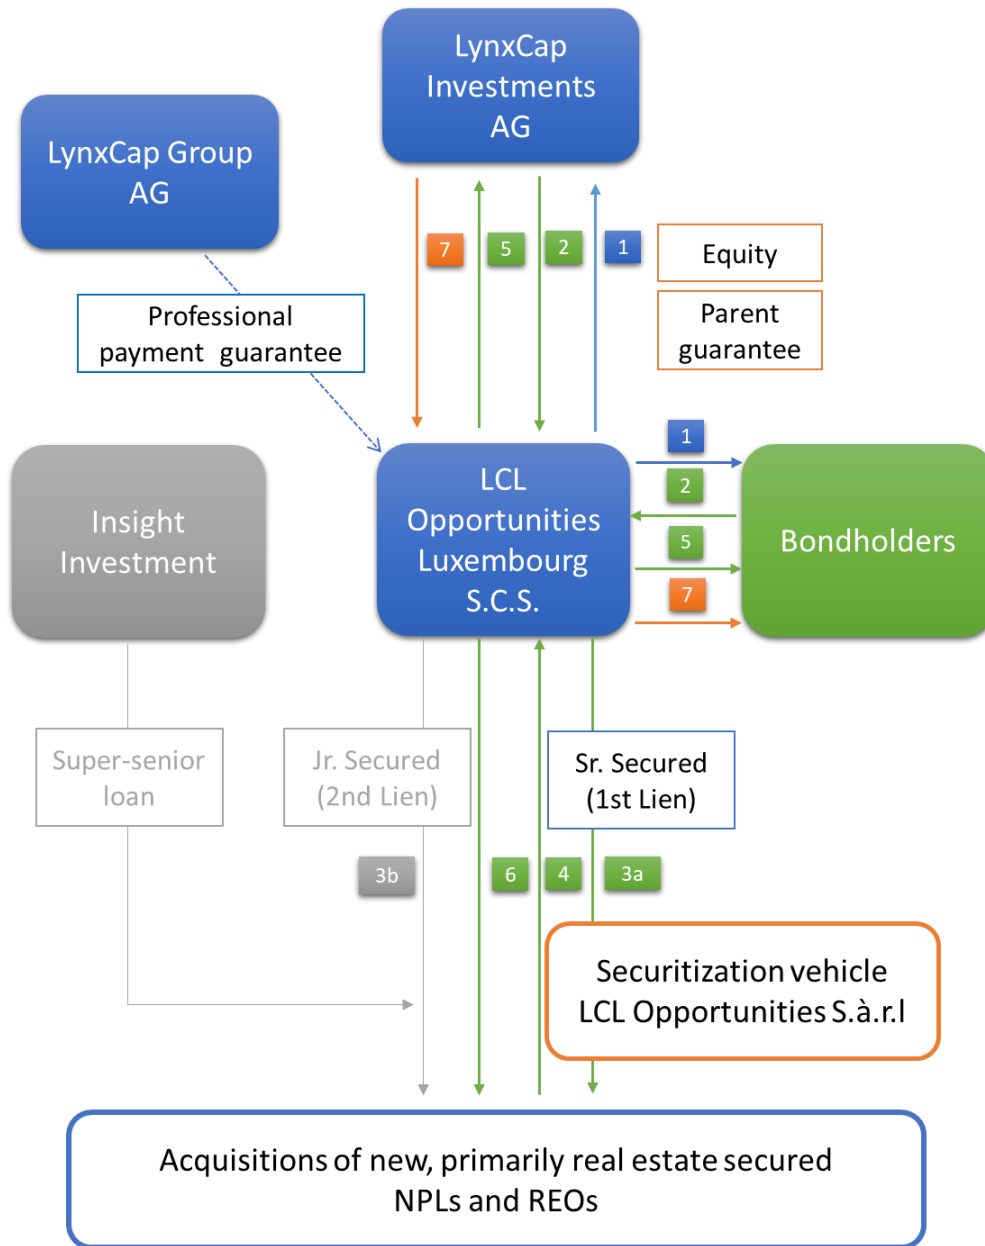 LynxCap
Investments
AG
LynxCap Group
AG
7
5
2
1
Equity
Professional
payment guarantee
Parent
guarantee
Insight
Investment
LCL
Opportunities
Luxembourg
S.C.S.
1
2
5
7
Bondholders
Super-senior
loan
Jr. Secured
(2nd Lien)
Sr. Secured
(1st Lien)
3b
6
4
3a
Securitization vehicle
LCL Opportunities S.à.r.l
Acquisitions of new, primarily real estate secured
NPLs and REOs